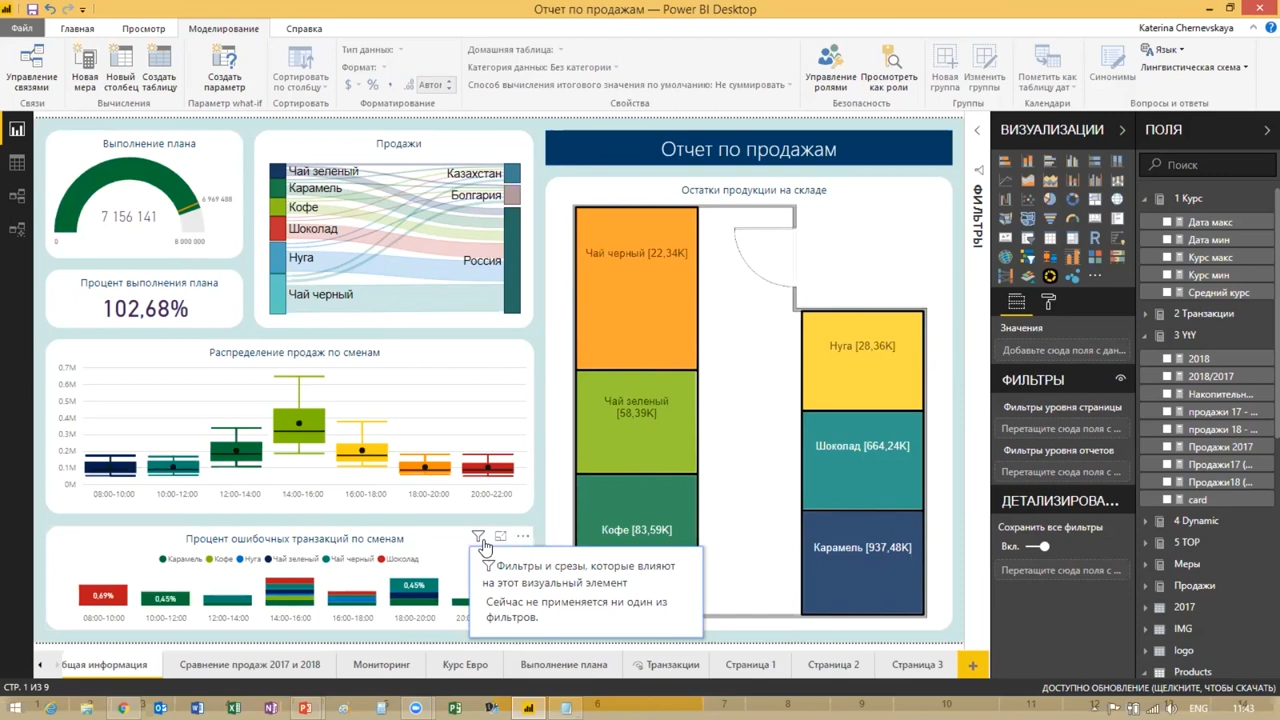 Отчет по продажам — Power BI Desktop
Файл
Главная
Просмотр
Моделирование
Справка
Katerina Chernevskaya
Управление связями
Связи
Новая мера
Новый столбец
Создать таблицу
Вычисления
Создать параметр
Параметр what-if
Сортировать по столбцу
Сортировать
Тип данных:
Формат:
$ % , Автог
Форматирование
Домашняя таблица:
Категория данных: Без категории
Способ вычисления итогового значения по умолчанию: Не суммировать
Свойства
Управление ролями
Просмотреть как роли
Безопасность
Новая группа
Изменить группы
Группы
Пометить как таблицу дат
Календари
Синонимы
Язык
Лингвистическая схема
Вопросы и ответы
Выполнение плана
7 156 141
6 969 488
0
8 000 000
Процент выполнения плана
102,68%
Продажи
Чай зеленый
Карамель
Кофе
Шоколад
Нуга
Чай черный
Казахстан
Болгария
Россия
Распределение продаж по сменам
0.7M
0.6M
0.5M
0.4M
0.3M
0.2M
0.1M
0M
08:00-10:00
10:00-12:00
12:00-14:00
14:00-16:00
16:00-18:00
18:00-20:00
20:00-22:00
Процент ошибочных транзакций по сменам
Карамель
Кофе
Нуга
Чай зеленый
Чай черный
Шоколад
0,69%
0,45%
0,45%
08:00-10:00
10:00-12:00
12:00-14:00
14:00-16:00
16:00-18:00
18:00-20:00
Фильтры и срезы, которые влияют
на этот визуальный элемент
Сейчас не применяется ни один из
фильтров.
Отчет по продажам
Остатки продукции на складе
Чай черный [22,34K]
Чай зеленый
[58,39K]
Кофе [83,59K]
Нуга [28,36K]
Шоколад [664,24K]
Карамель [937,48K]
ФИЛЬТРЫ
ВИЗУАЛИЗАЦИИ
Значения
Добавьте сюда поля с дан...
ФИЛЬТРЫ
Фильтры уровня страницы
Перетащите сюда поля с ...
Фильтры уровня отчетов
Перетащите сюда поля с ...
ДЕТАЛИЗИРОВА...
Сохранить все фильтры
Вкл.
Перетащите сюда поля с ...
ПОЛЯ
Поиск
1 Курс
Дата макс
Дата мин
Курс макс
Курс мин
Средний курс
2 Транзакции
3 YtY
2018
2018/2017
Накопительн...
продажи 17 - ...
продажи 18 - ...
Продажи 2017
Продажи17 (...
Продажи18 (...
card
4 Dynamic
5 TOP
Меры
Продажи
2017
IMG
logo
Products
бщая информация
Сравнение продаж 2017 и 2018
Мониторинг
Курс Евро
Выполнение плана
Транзакции
Страница 1
Страница 2
Страница 3
СТР. 1 ИЗ 9
ДОСТУПНО ОБНОВЛЕНИЕ (ЩЕЛКНИТЕ, ЧТОБЫ СКАЧАТЬ)
ENG
11:43